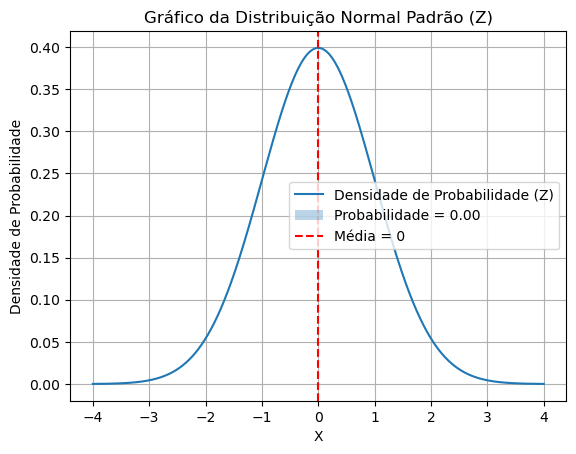 Gráfico da Distribuição Normal Padrão (Z)
Densidade de Probabilidade
0.40
0.35
0.30
0.25
0.20
0.15
0.10
0.05
0.00
Densidade de Probabilidade (Z)
Probabilidade = 0.00
Média = 0
−4 −3 −2 −1 0 1 2 3 4
X